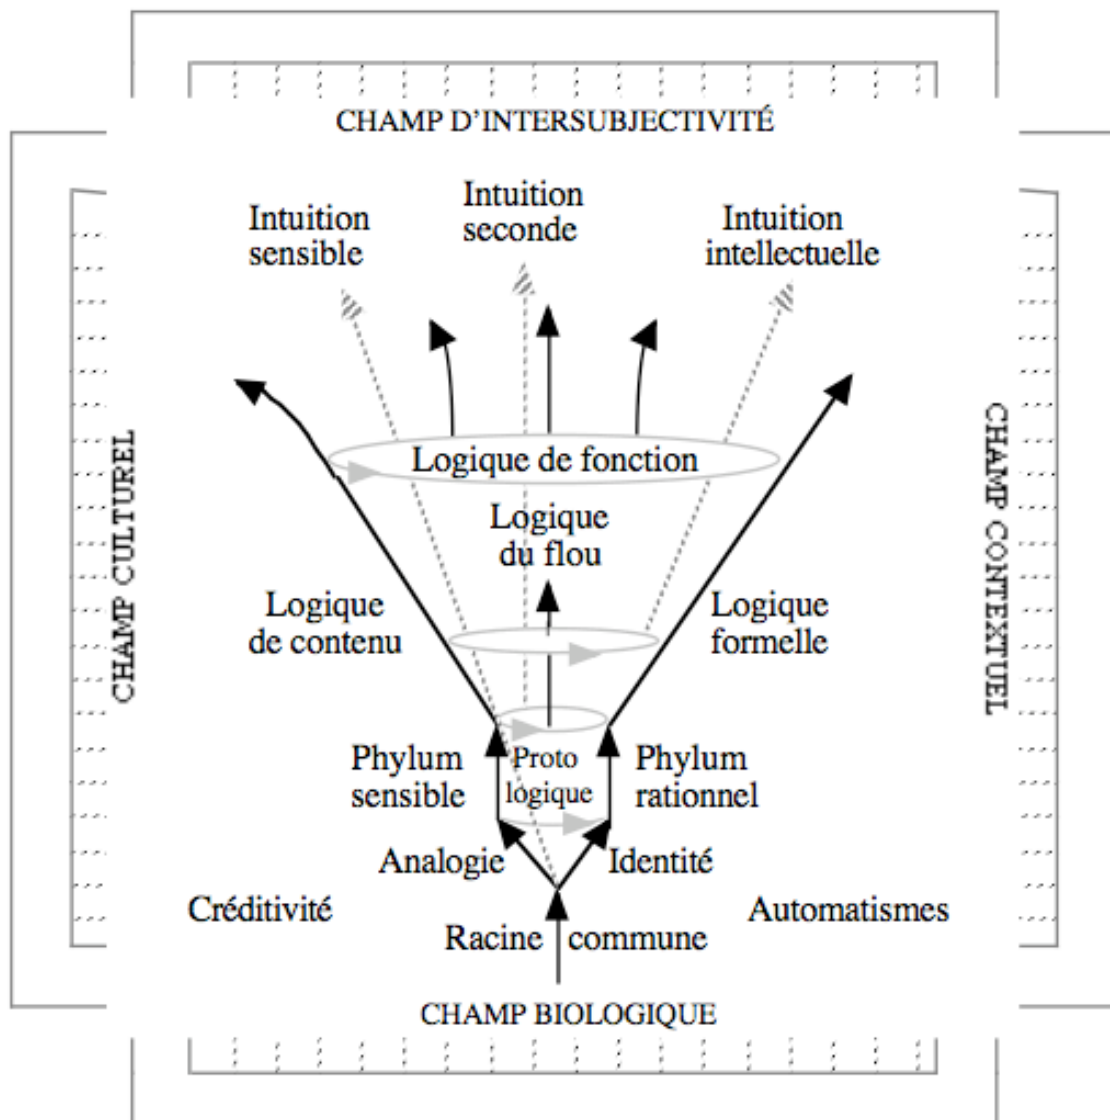 CHAMP D'INTERSUBJECTIVITÉ
Intuition
sensible
Intuition
seconde
Intuition
intellectuelle
CHAMP CULTUREL
CHAMP CONTEXTUEL
Logique de fonction
Logique
du flou
Logique
de contenu
Logique
formelle
Phylum
sensible
Proto
logique
Phylum
rationnel
Analogie
Identité
Créditivité
Automatismes
Racine commune
CHAMP BIOLOGIQUE